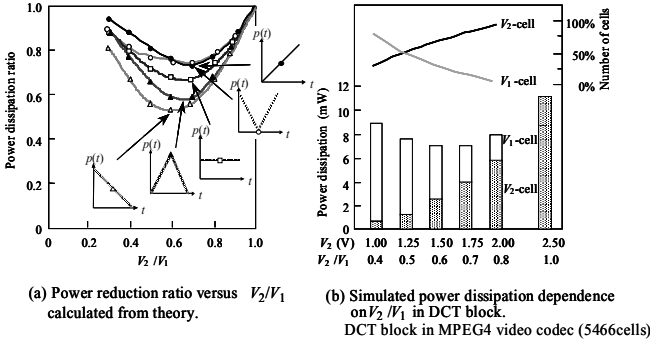 1.0
0.8
0.6
0.4
0.2
0
Power dissipation ratio
0 0.2 0.4 0.6 0.8 1.0
V2/V1
p(t)
t
p(t)
t
p(t)
t
p(t)
t
p(t)
t
(a) Power reduction ratio versus V2/V1
calculated from theory.
V2-cell
V1-cell
100%
50%
0%
Number of cells
12
10
8
6
4
2
0
Power dissipation (mW)
V1-cell
V2-cell
V2 (V) 1.00 1.25 1.50 1.75 2.00 2.50
V2/V1 0.4 0.5 0.6 0.7 0.8 1.0
(b) Simulated power dissipation dependence
on V2/V1 in DCT block.
DCT block in MPEG4 video codec (5466cells)